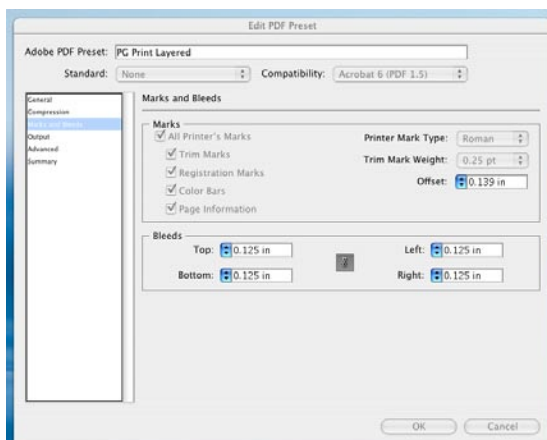 Edit PDF Preset
Adobe PDF Preset: PG Print Layered
Standard: None Compatibility: Acrobat 6 (PDF 1.5)
General
Compression
Marks and Bleeds
Output
Advanced
Summary
Marks and Bleeds
Marks
All Printer's Marks
Trim Marks
Registration Marks
Color Bars
Page Information
Printer Mark Type: Roman
Trim Mark Weight: 0.25 pt
Offset: 0.139 in
Bleeds
Top: 0.125 in Left: 0.125 in
Bottom: 0.125 in Right: 0.125 in
OK Cancel